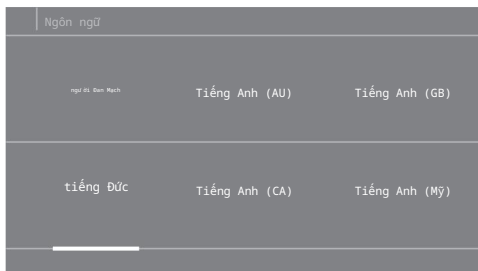 Ngôn ngữ
người Đan Mạch
Tiếng Anh (AU)
Tiếng Anh (GB)
tiếng Đức
Tiếng Anh (CA)
Tiếng Anh (Mỹ)